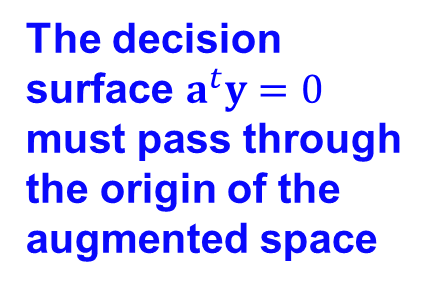 The decision
surface aᵗy = 0
must pass through
the origin of the
augmented space